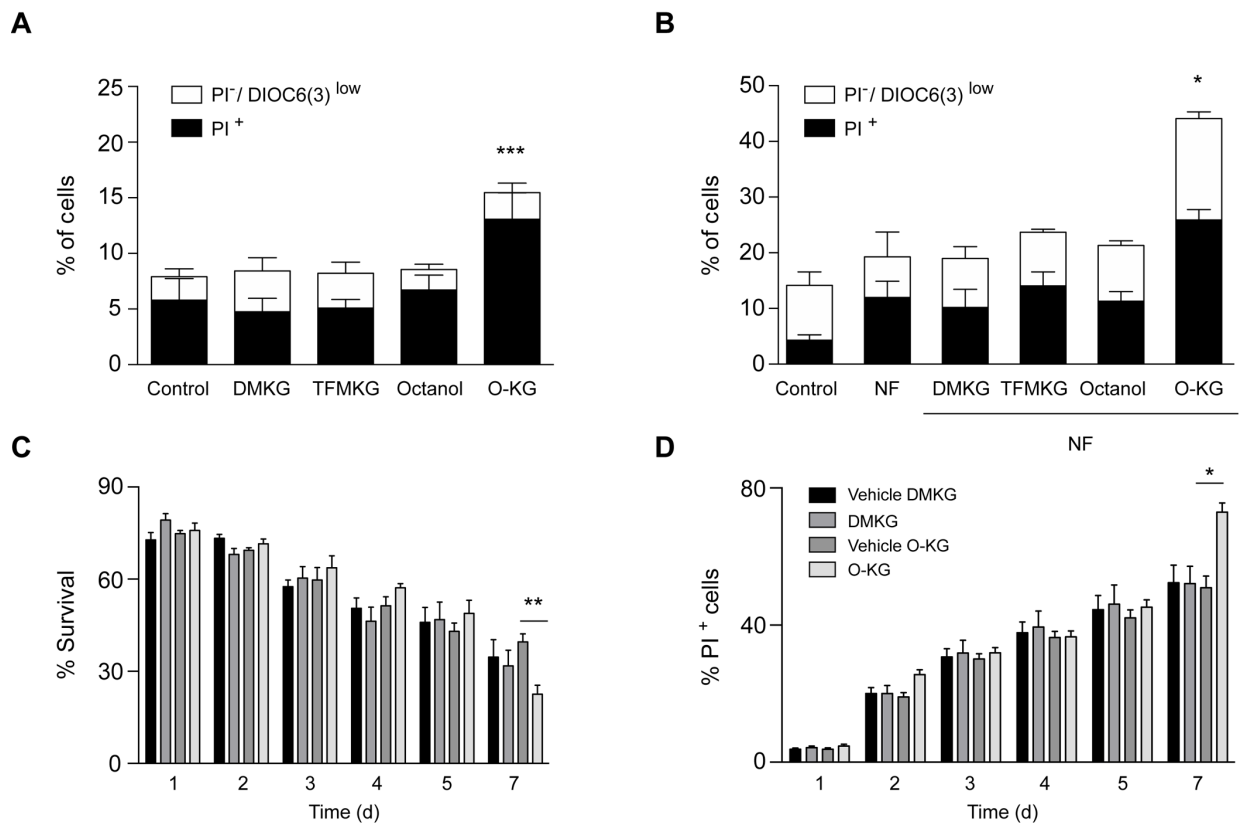 A
25
20
15
10
5
0
% of cells
PI⁻/ DIOC6(3) ˡᵒʷ
PI ⁺
***
Control DMKG TFMKG Octanol O-KG
B
50
40
30
20
10
0
% of cells
PI⁻/ DIOC6(3) ˡᵒʷ
PI ⁺
*
Control NF DMKG TFMKG Octanol O-KG
NF
C
90
60
30
0
% Survival
**
1 2 3 4 5 7
Time (d)
D
80
40
0
% PI ⁺ cells
Vehicle DMKG
DMKG
Vehicle O-KG
O-KG
*
1 2 3 4 5 7
Time (d)